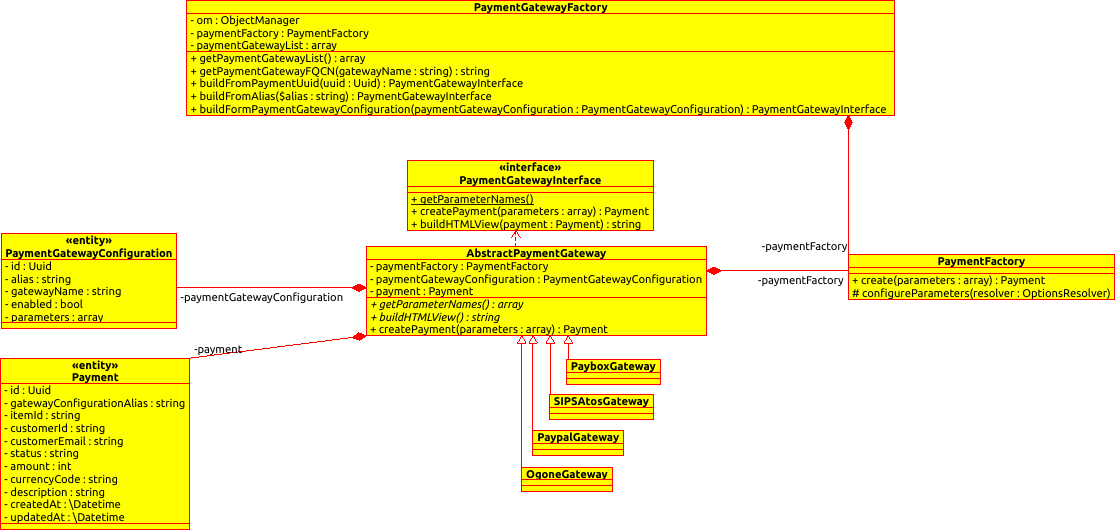 PaymentGatewayFactory
- om : ObjectManager
- paymentFactory : PaymentFactory
- paymentGatewayList : array
+ getPaymentGatewayList() : array
+ getPaymentGatewayFQCN(gatewayName : string) : string
+ buildFromPaymentUuid(uuid : Uuid) : PaymentGatewayInterface
+ buildFromAlias($alias : string) : PaymentGatewayInterface
+ buildFormPaymentGatewayConfiguration(paymentGatewayConfiguration : PaymentGatewayConfiguration) : PaymentGatewayInterface
«interface»
PaymentGatewayInterface
+ getParameterNames()
+ createPayment(parameters : array) : Payment
+ buildHTMLView(payment : Payment) : string
«entity»
PaymentGatewayConfiguration
- id : Uuid
- alias : string
- gatewayName : string
- enabled : bool
- parameters : array
-paymentGatewayConfiguration
AbstractPaymentGateway
- paymentFactory : PaymentFactory
- paymentGatewayConfiguration : PaymentGatewayConfiguration
- payment : Payment
+ getParameterNames() : array
+ buildHTMLView() : string
+ createPayment(parameters : array) : Payment
-paymentFactory
-paymentFactory
PaymentFactory
+ create(parameters : array) : Payment
# configureParameters(resolver : OptionsResolver)
-payment
«entity»
Payment
- id : Uuid
- gatewayConfigurationAlias : string
- itemId : string
- customerId : string
- customerEmail : string
- status : string
- amount : int
- currencyCode : string
- description : string
- createdAt : \Datetime
- updatedAt : \Datetime
PayboxGateway
SIPSAtosGateway
PaypalGateway
OgoneGateway